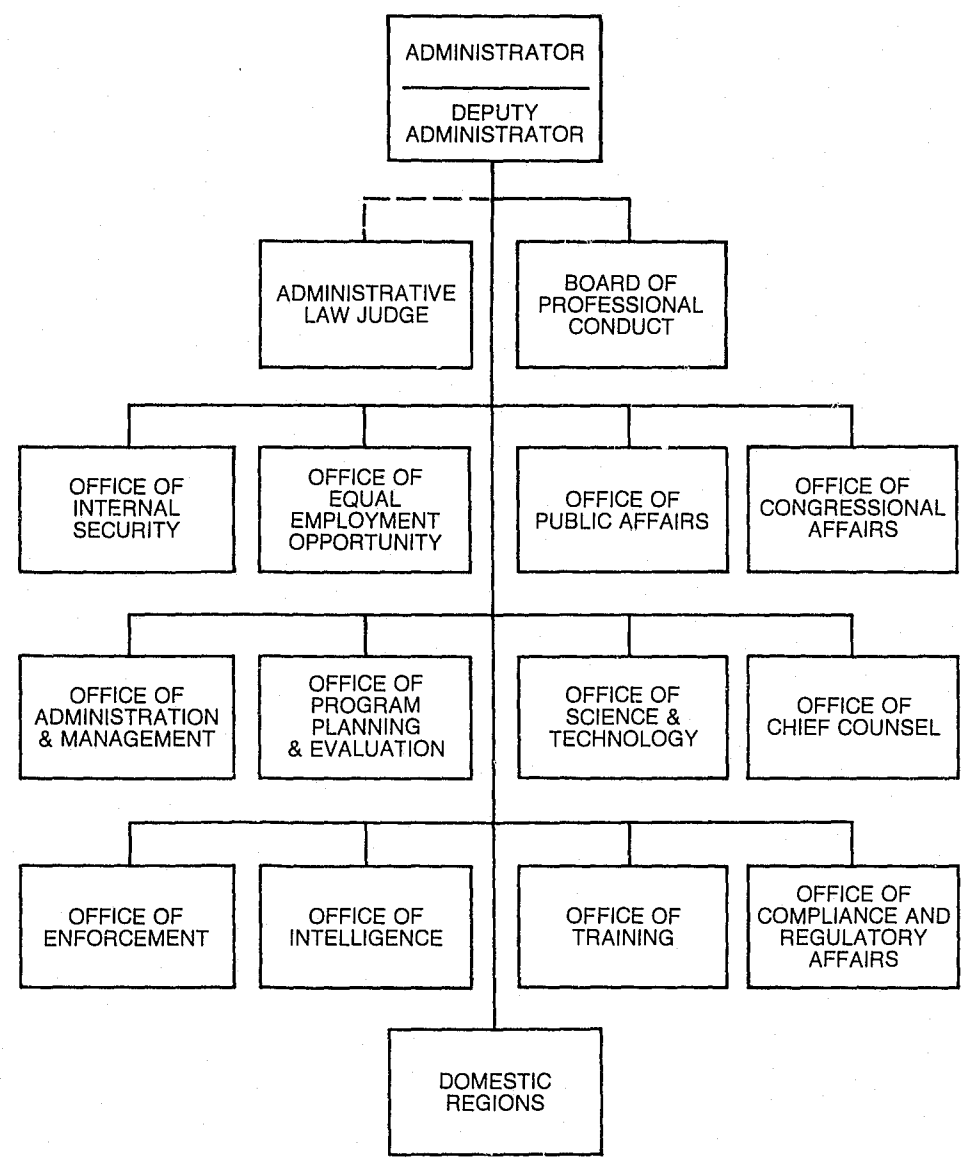 ADMINISTRATOR
DEPUTY
ADMINISTRATOR
ADMINISTRATIVE
LAW JUDGE
BOARD OF
PROFESSIONAL
CONDUCT
OFFICE OF
INTERNAL
SECURITY
OFFICE OF
EQUAL
EMPLOYMENT
OPPORTUNITY
OFFICE OF
PUBLIC AFFAIRS
OFFICE OF
CONGRESSIONAL
AFFAIRS
OFFICE OF
ADMINISTRATION
& MANAGEMENT
OFFICE OF
PROGRAM
PLANNING
& EVALUATION
OFFICE OF
SCIENCE &
TECHNOLOGY
OFFICE OF
CHIEF COUNSEL
OFFICE OF
ENFORCEMENT
OFFICE OF
INTELLIGENCE
OFFICE OF
TRAINING
OFFICE OF
COMPLIANCE AND
REGULATORY
AFFAIRS
DOMESTIC
REGIONS